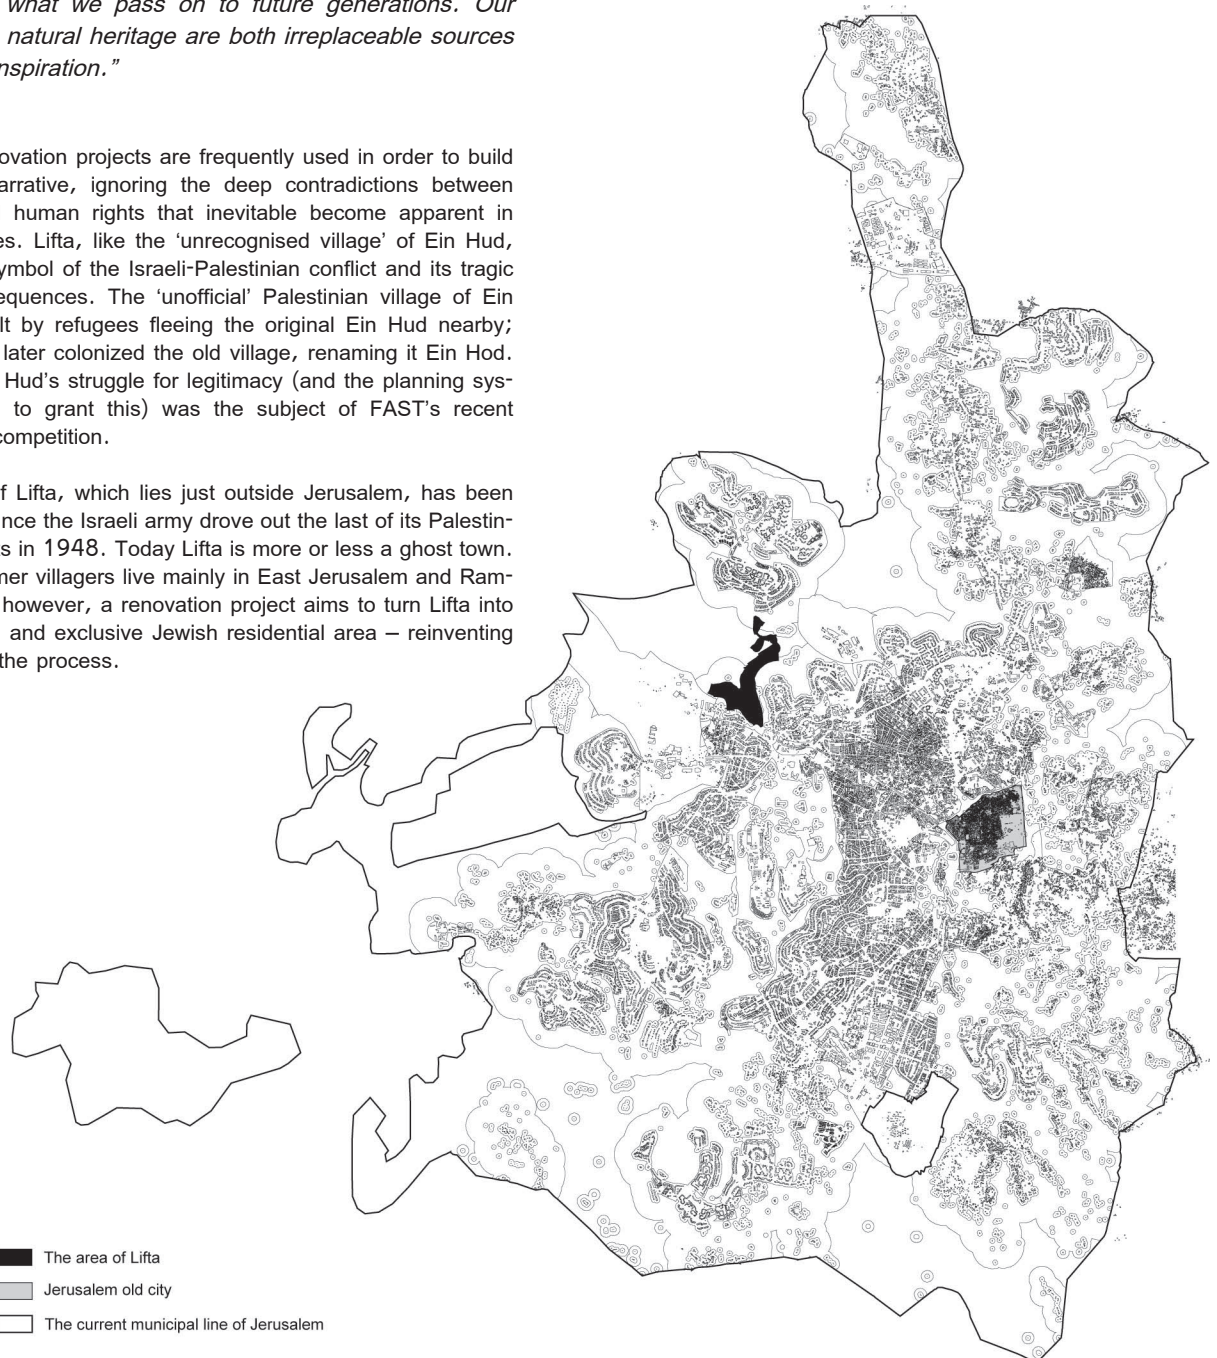 what we pass on to future generations. Our
natural heritage are both irreplaceable sources
nspiration.”
ovation projects are frequently used in order to build
arrative, ignoring the deep contradictions between
human rights that inevitable become apparent in
es. Lifta, like the ‘unrecognised village’ of Ein Hud,
ymbol of the Israeli-Palestinian conflict and its tragic
equences. The ‘unofficial’ Palestinian village of Ein
lt by refugees fleeing the original Ein Hud nearby;
later colonized the old village, renaming it Ein Hod.
Hud’s struggle for legitimacy (and the planning sys-
to grant this) was the subject of FAST’s recent
competition.
f Lifta, which lies just outside Jerusalem, has been
nce the Israeli army drove out the last of its Palestin-
ts in 1948. Today Lifta is more or less a ghost town.
mer villagers live mainly in East Jerusalem and Ram-
however, a renovation project aims to turn Lifta into
and exclusive Jewish residential area – reinventing
the process.
The area of Lifta
Jerusalem old city
The current municipal line of Jerusalem